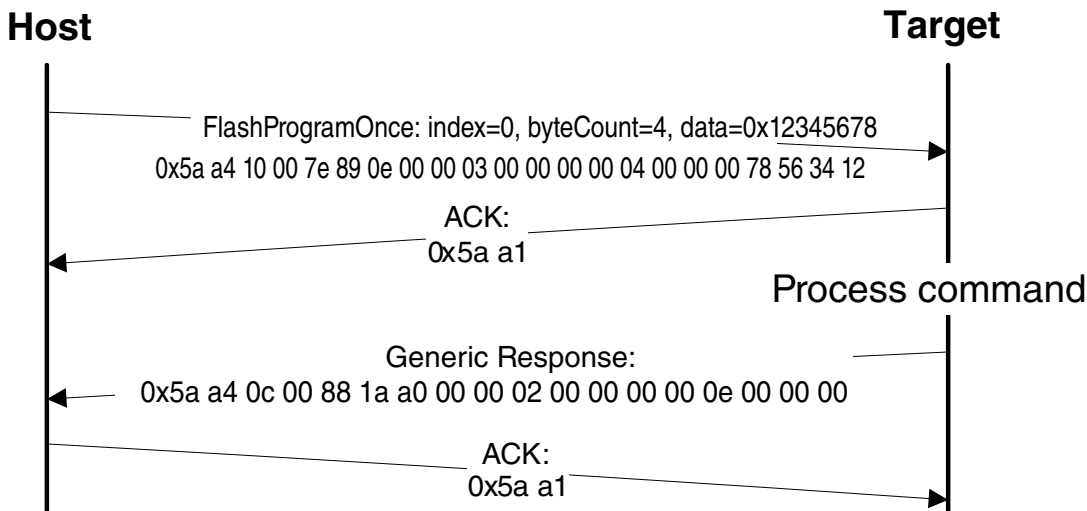 Host
Target
FlashProgramOnce: index=0, byteCount=4, data=0x12345678
0x5a a4 10 00 7e 89 0e 00 00 03 00 00 00 00 04 00 00 00 78 56 34 12
ACK:
0x5a a1
Process command
Generic Response:
0x5a a4 0c 00 88 1a a0 00 00 02 00 00 00 00 0e 00 00 00
ACK:
0x5a a1